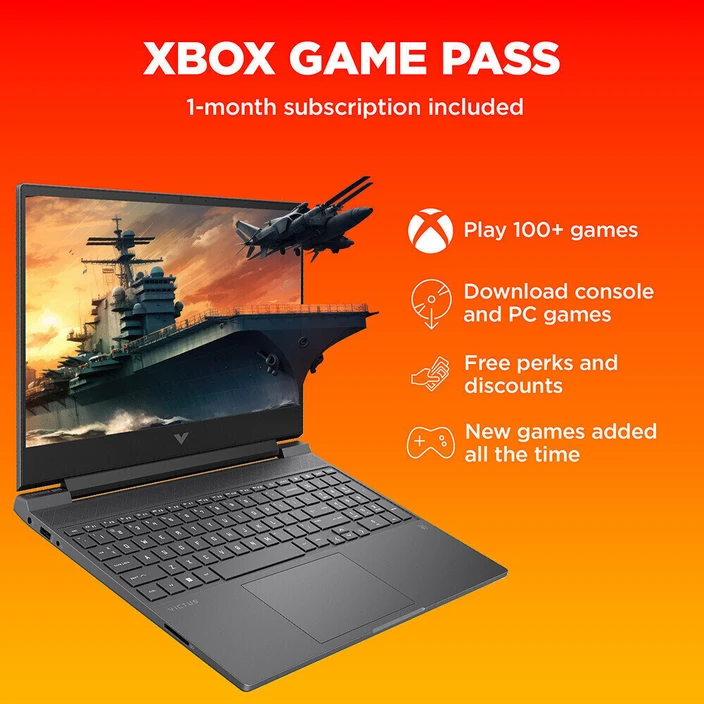 XBOX GAME PASS
1-month subscription included
Play 100+ games
Download console
and PC games
Free perks and
discounts
New games added
all the time
VICTUS